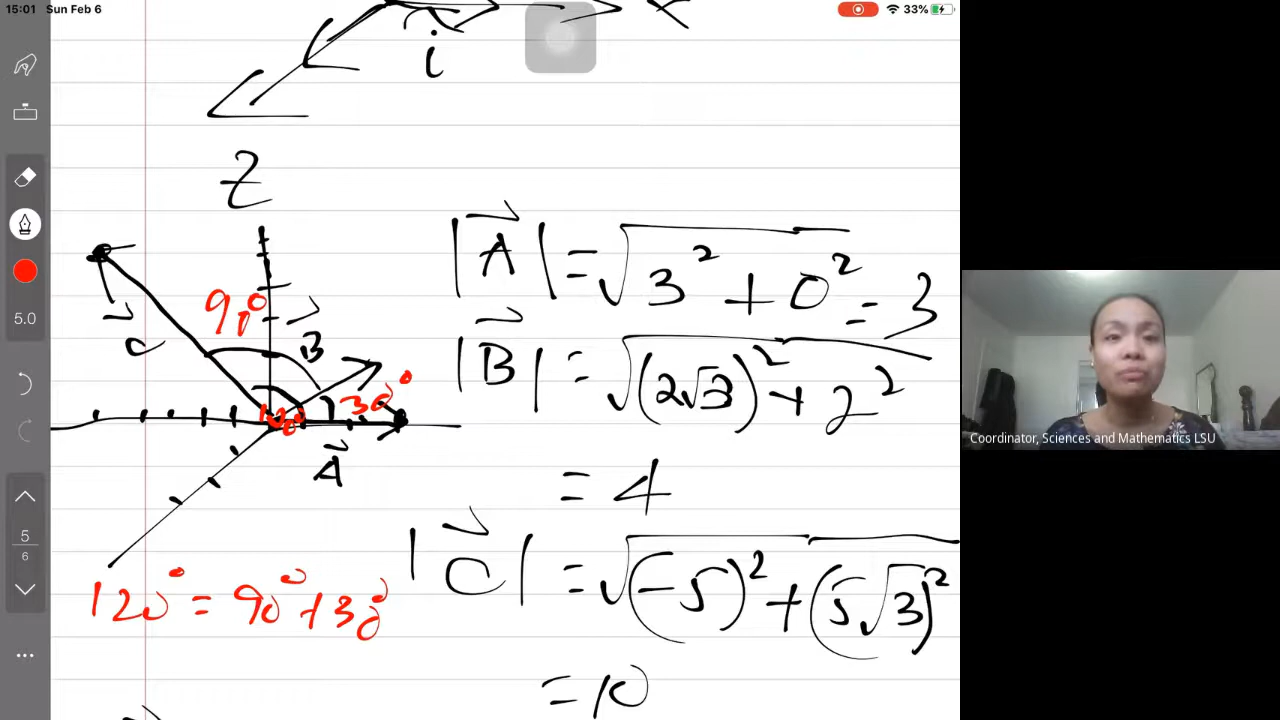 15:01 Sun Feb 6
33%
x
i
z
|A| = √3² + 0² = 3
90°
B
C
|B| = √(2√3)² + 2²
30°
120°
A
= 4
|C| = √(-5)² + (5√3)²
120° = 90° + 30°
= 10
5.0
5
6
Coordinator, Sciences and Mathematics LSU